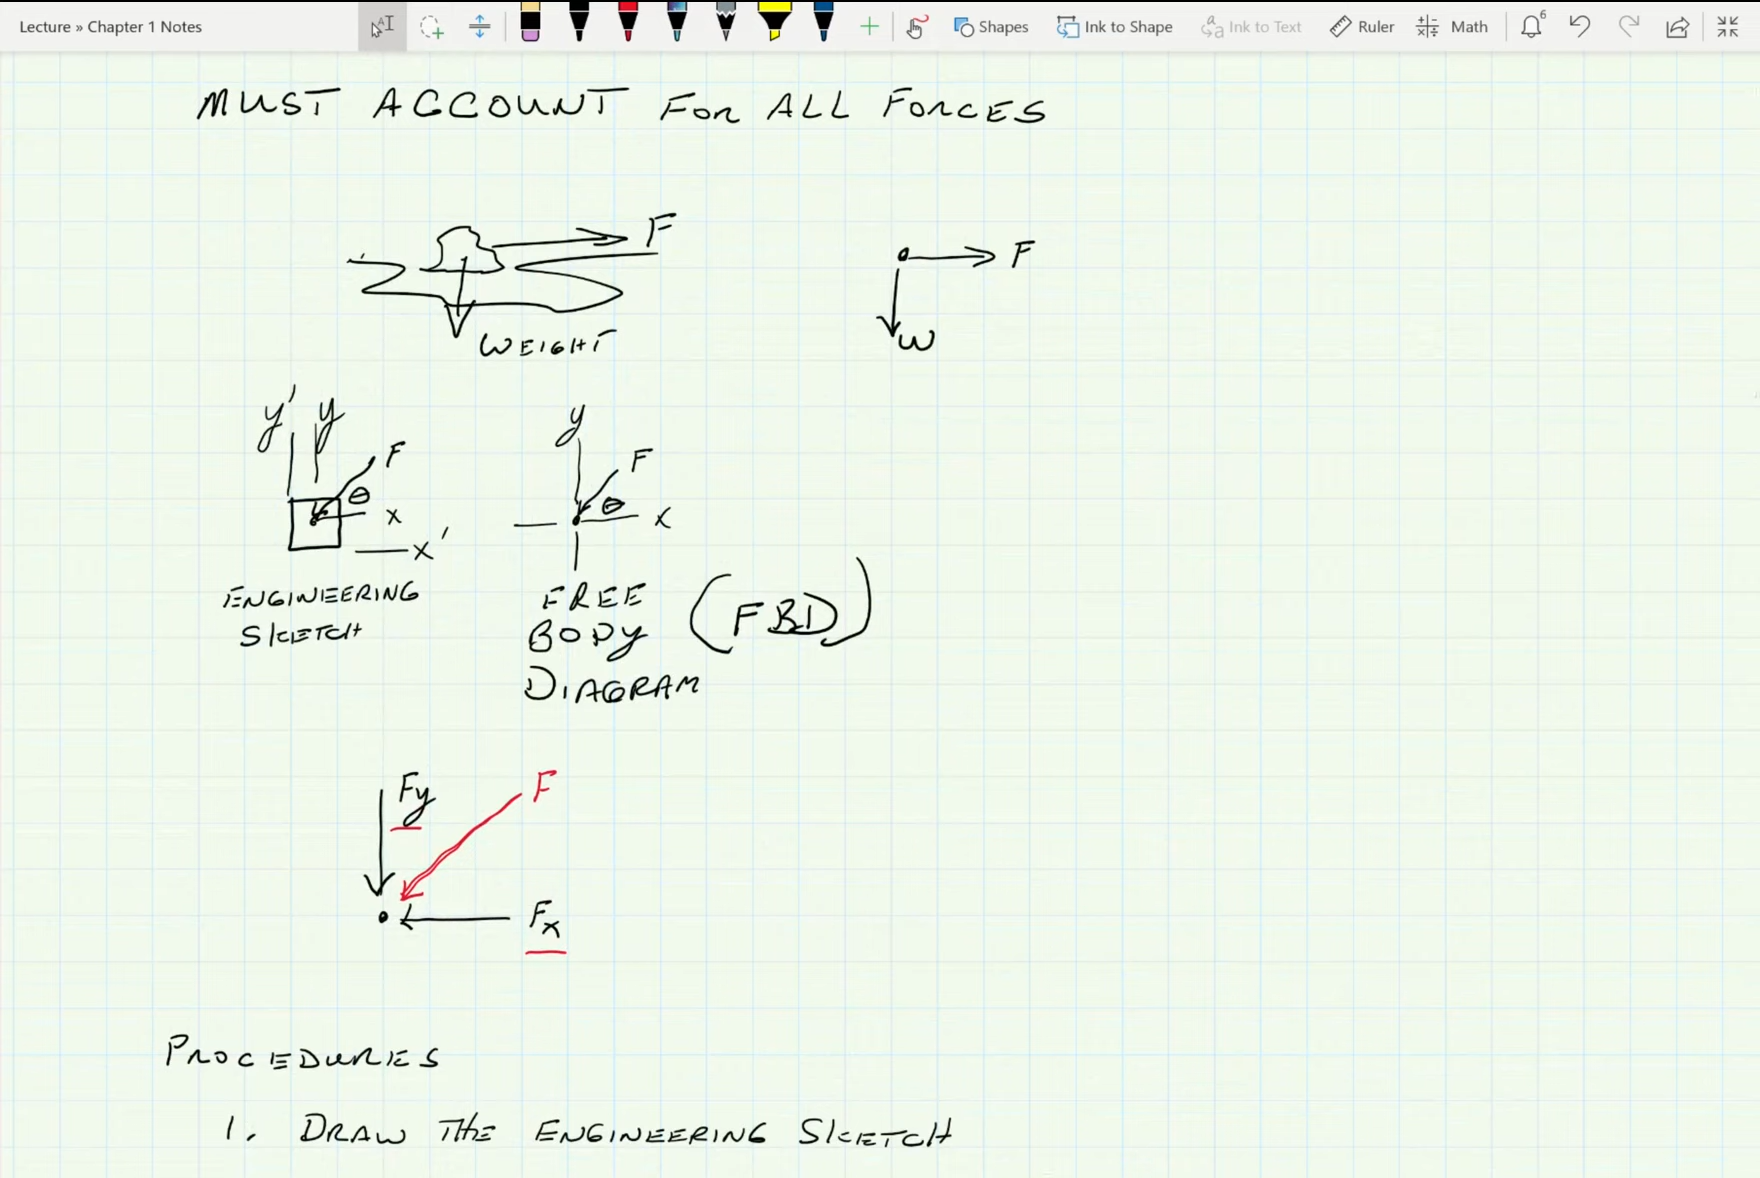 Lecture » Chapter 1 Notes
Shapes
Ink to Shape
Ink to Text
Ruler
Math
6
MUST ACCOUNT FOR ALL FORCES
F
WEIGHT
F
W
y' y
F
θ
x
x'
ENGINEERING
SKETCH
y
F
θ
x
FREE
BODY
DIAGRAM
(FBD)
Fy
F
Fx
PROCEDURES
1. DRAW THE ENGINEERING SKETCH